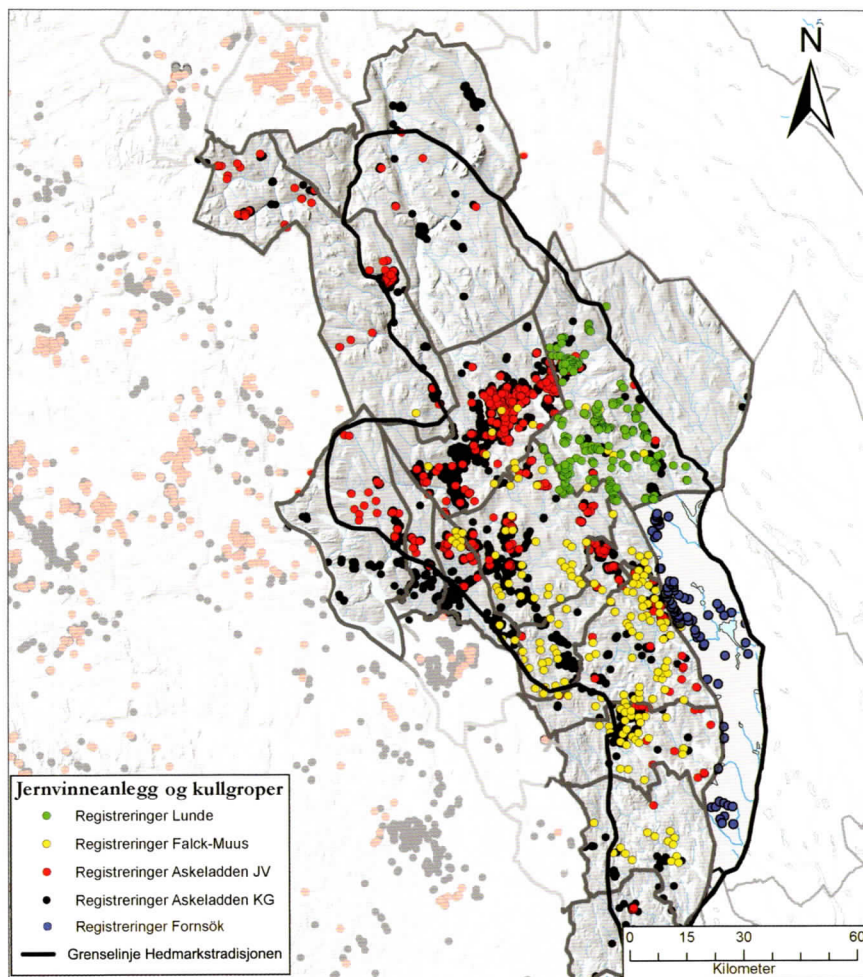 N
Jernvinneanlegg og kullgroper
Registreringer Lunde
Registreringer Falck-Muus
Registreringer Askeladden JV
Registreringer Askeladden KG
Registreringer Fornsök
Grenselinje Hedmarkstradisjonen
0 15 30 60
Kilometer